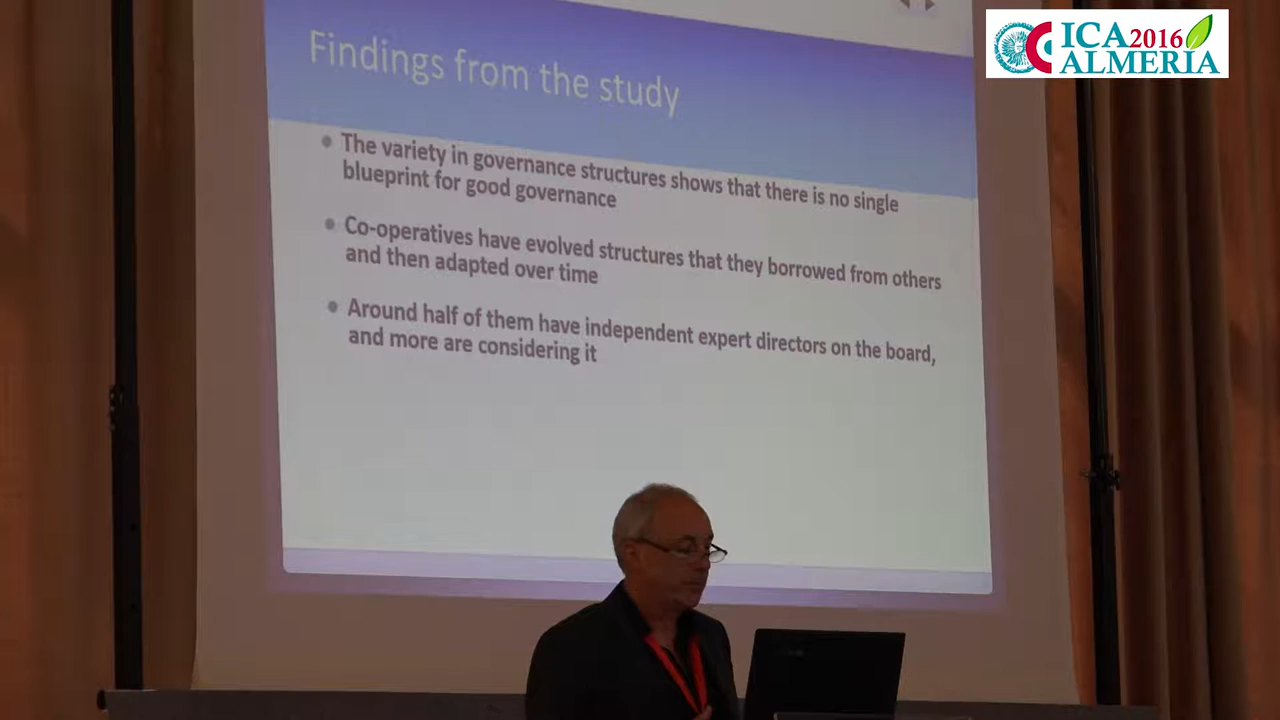 ICA 2016
ALMERIA
Findings from the study
The variety in governance structures shows that there is no single
blueprint for good governance
Co-operatives have evolved structures that they borrowed from others
and then adapted over time
Around half of them have independent expert directors on the board,
and more are considering it